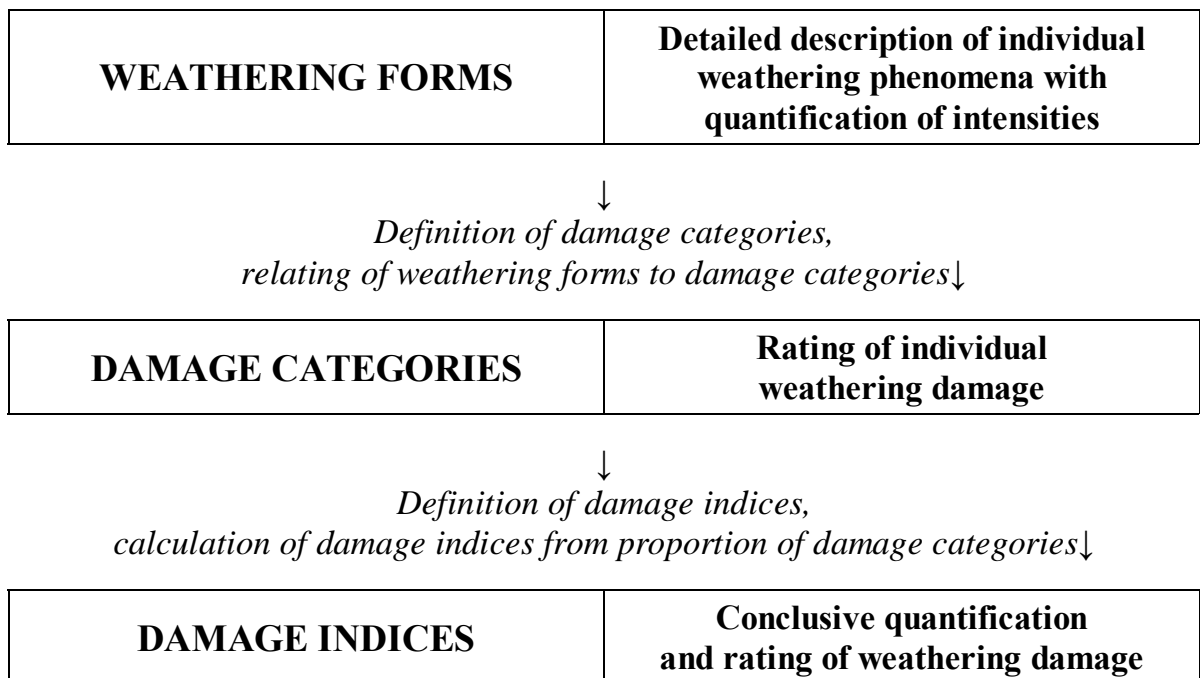 WEATHERING FORMS
Detailed description of individual
weathering phenomena with
quantification of intensities
↓
Definition of damage categories,
relating of weathering forms to damage categories↓
DAMAGE CATEGORIES
Rating of individual
weathering damage
↓
Definition of damage indices,
calculation of damage indices from proportion of damage categories↓
DAMAGE INDICES
Conclusive quantification
and rating of weathering damage